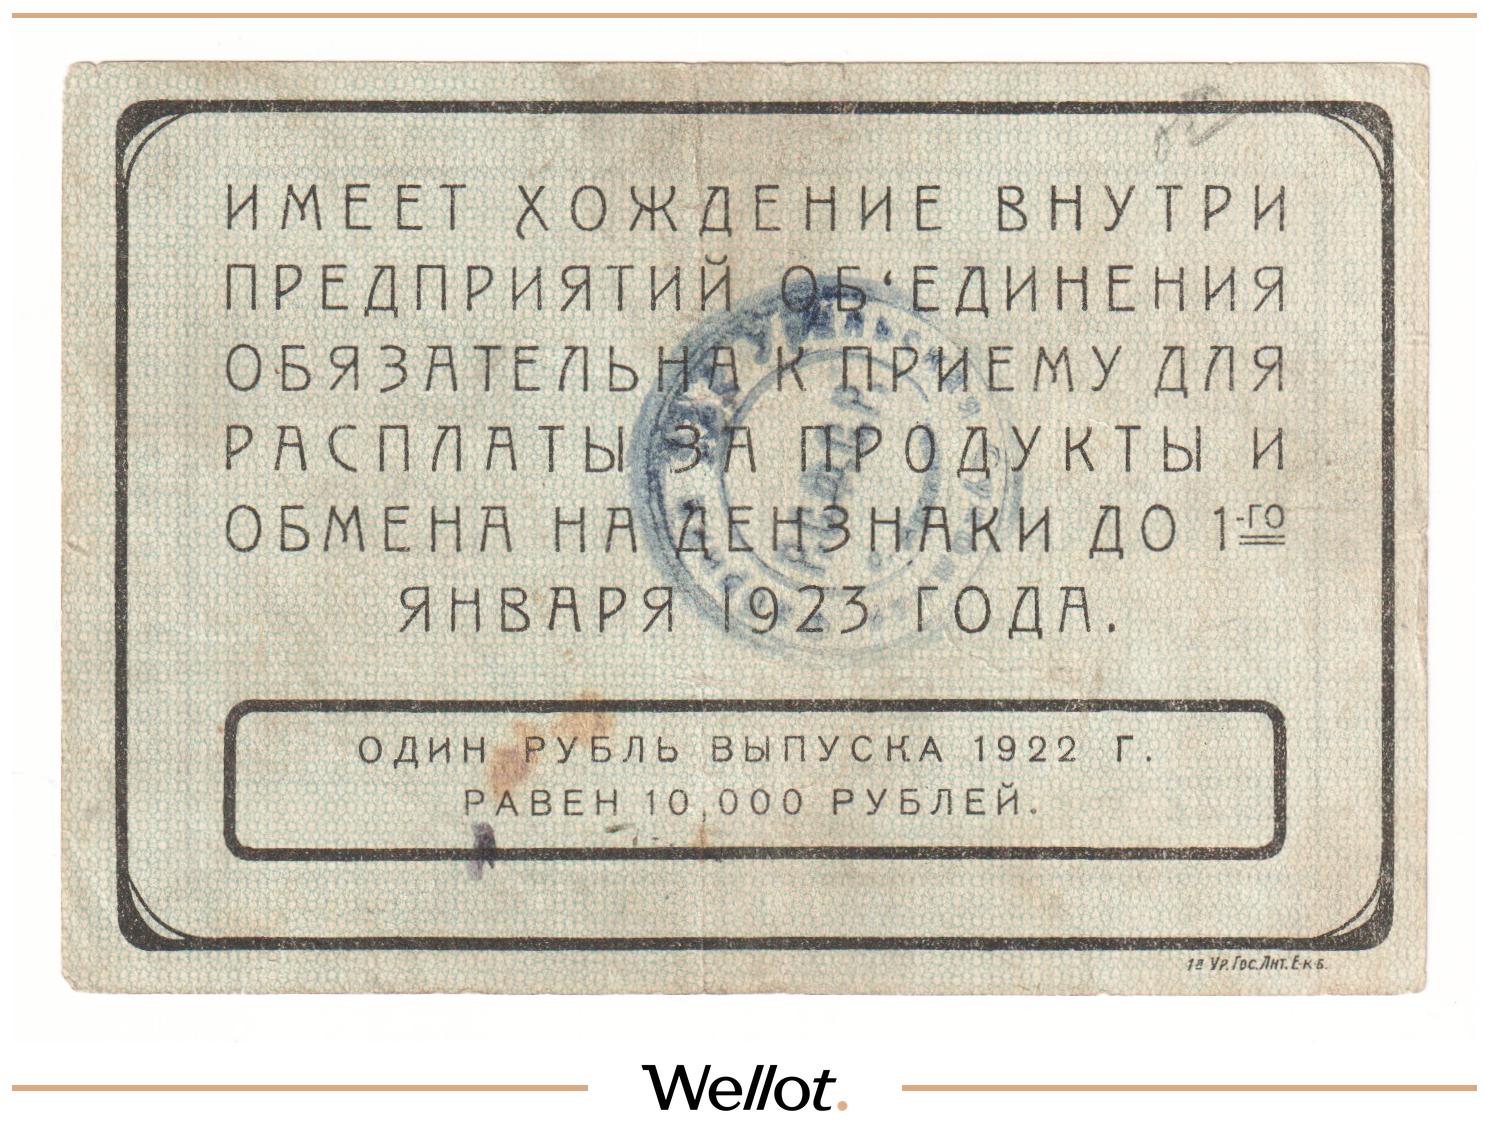 ИМЕЕТ ХОЖДЕНИЕ ВНУТРИ
ПРЕДПРИЯТИЙ ОБ‘ЕДИНЕНИЯ
ОБЯЗАТЕЛЬНА К ПРИЕМУ ДЛЯ
РАСПЛАТЫ ЗА ПРОДУКТЫ И
ОБМЕНА НА ДЕНЗНАКИ ДО 1-ГО
ЯНВАРЯ 1923 ГОДА.
ОДИН РУБЛЬ ВЫПУСКА 1922 Г.
РАВЕН 10,000 РУБЛЕЙ.
1я Ур. Гос. Лит. Е-к-б.
Wellot.